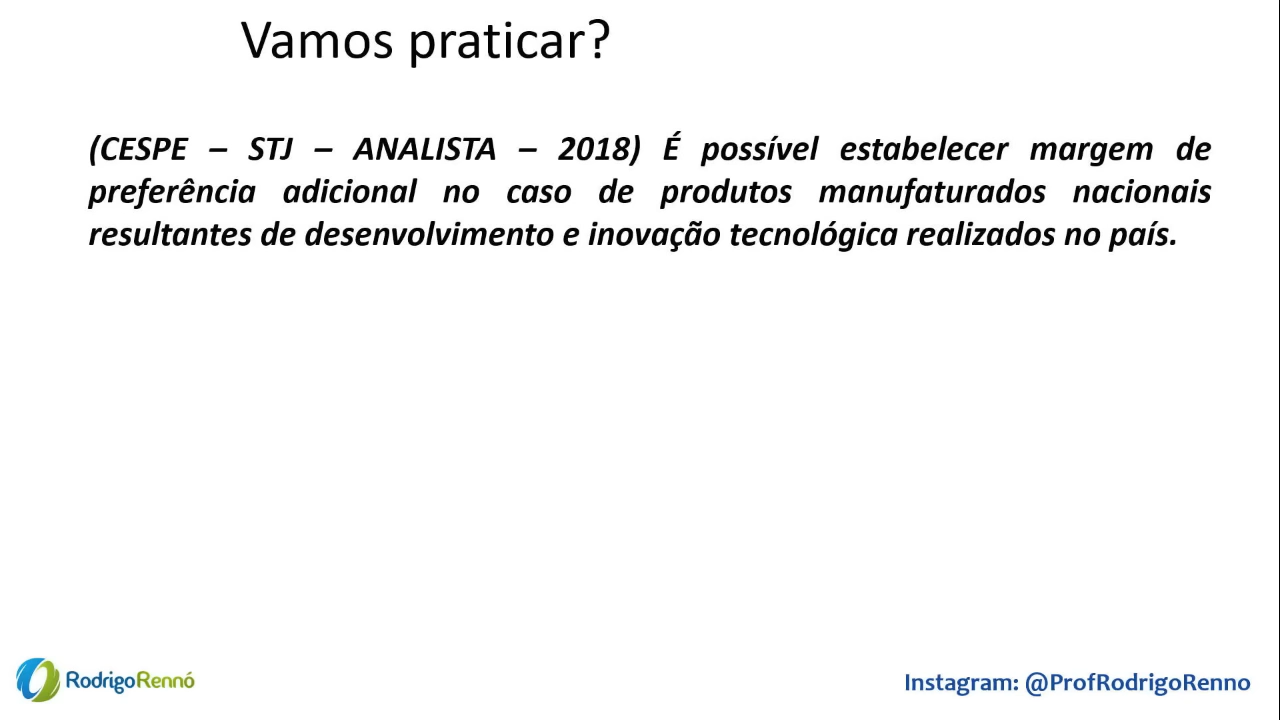 Vamos praticar?
(CESPE – STJ – ANALISTA – 2018) É possível estabelecer margem de
preferência adicional no caso de produtos manufaturados nacionais
resultantes de desenvolvimento e inovação tecnológica realizados no país.
RodrigoRennó
Instagram: @ProfRodrigoRenno